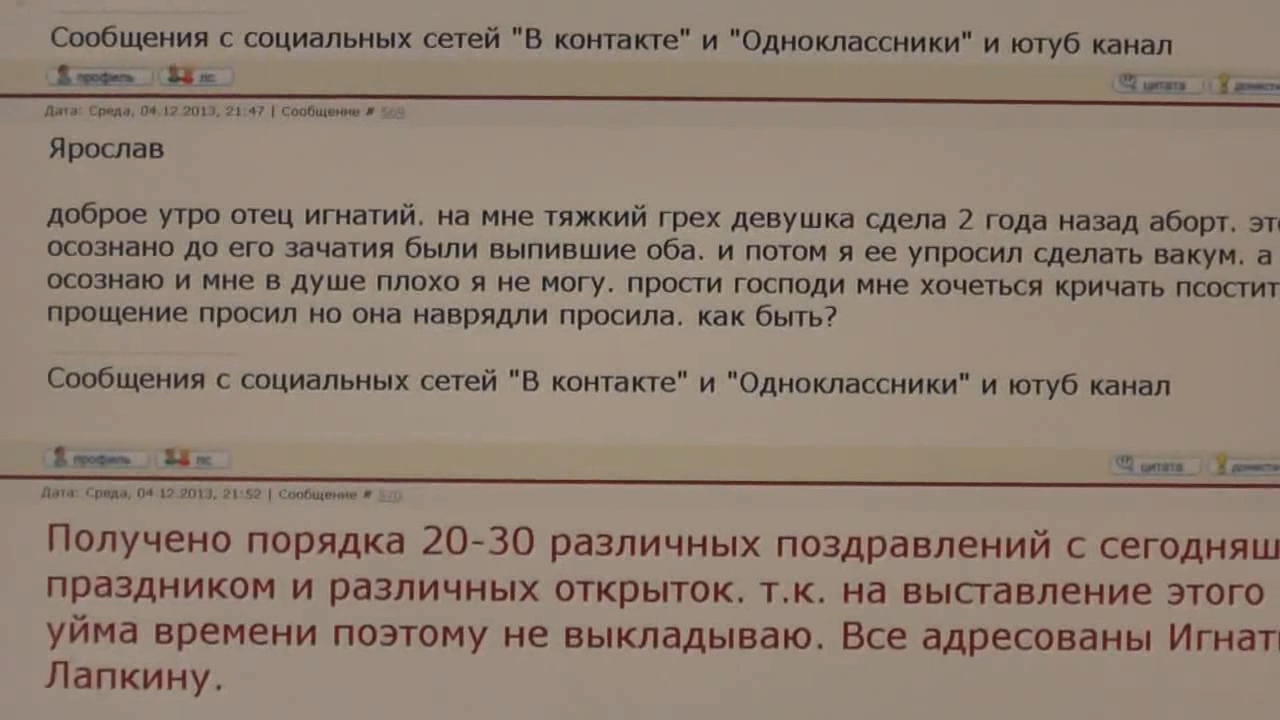 Сообщения с социальных сетей "В контакте" и "Одноклассники" и ютуб канал
профиль лс цитата
Дата: Среда, 04.12.2013, 21:47 | Сообщение # 569
Ярослав
доброе утро отец игнатий. на мне тяжкий грех девушка сдела 2 года назад аборт.
осознано до его зачатия были выпившие оба. и потом я ее упросил сделать вакум. а
осознаю и мне в душе плохо я не могу. прости господи мне хочеться кричать псостит
прощение просил но она наврядли просила. как быть?
Сообщения с социальных сетей "В контакте" и "Одноклассники" и ютуб канал
профиль лс цитата
Дата: Среда, 04.12.2013, 21:52 | Сообщение # 570
Получено порядка 20-30 различных поздравлений с сегодняш
праздником и различных открыток. т.к. на выставление этого
уйма времени поэтому не выкладываю. Все адресованы Игнати
Лапкину.